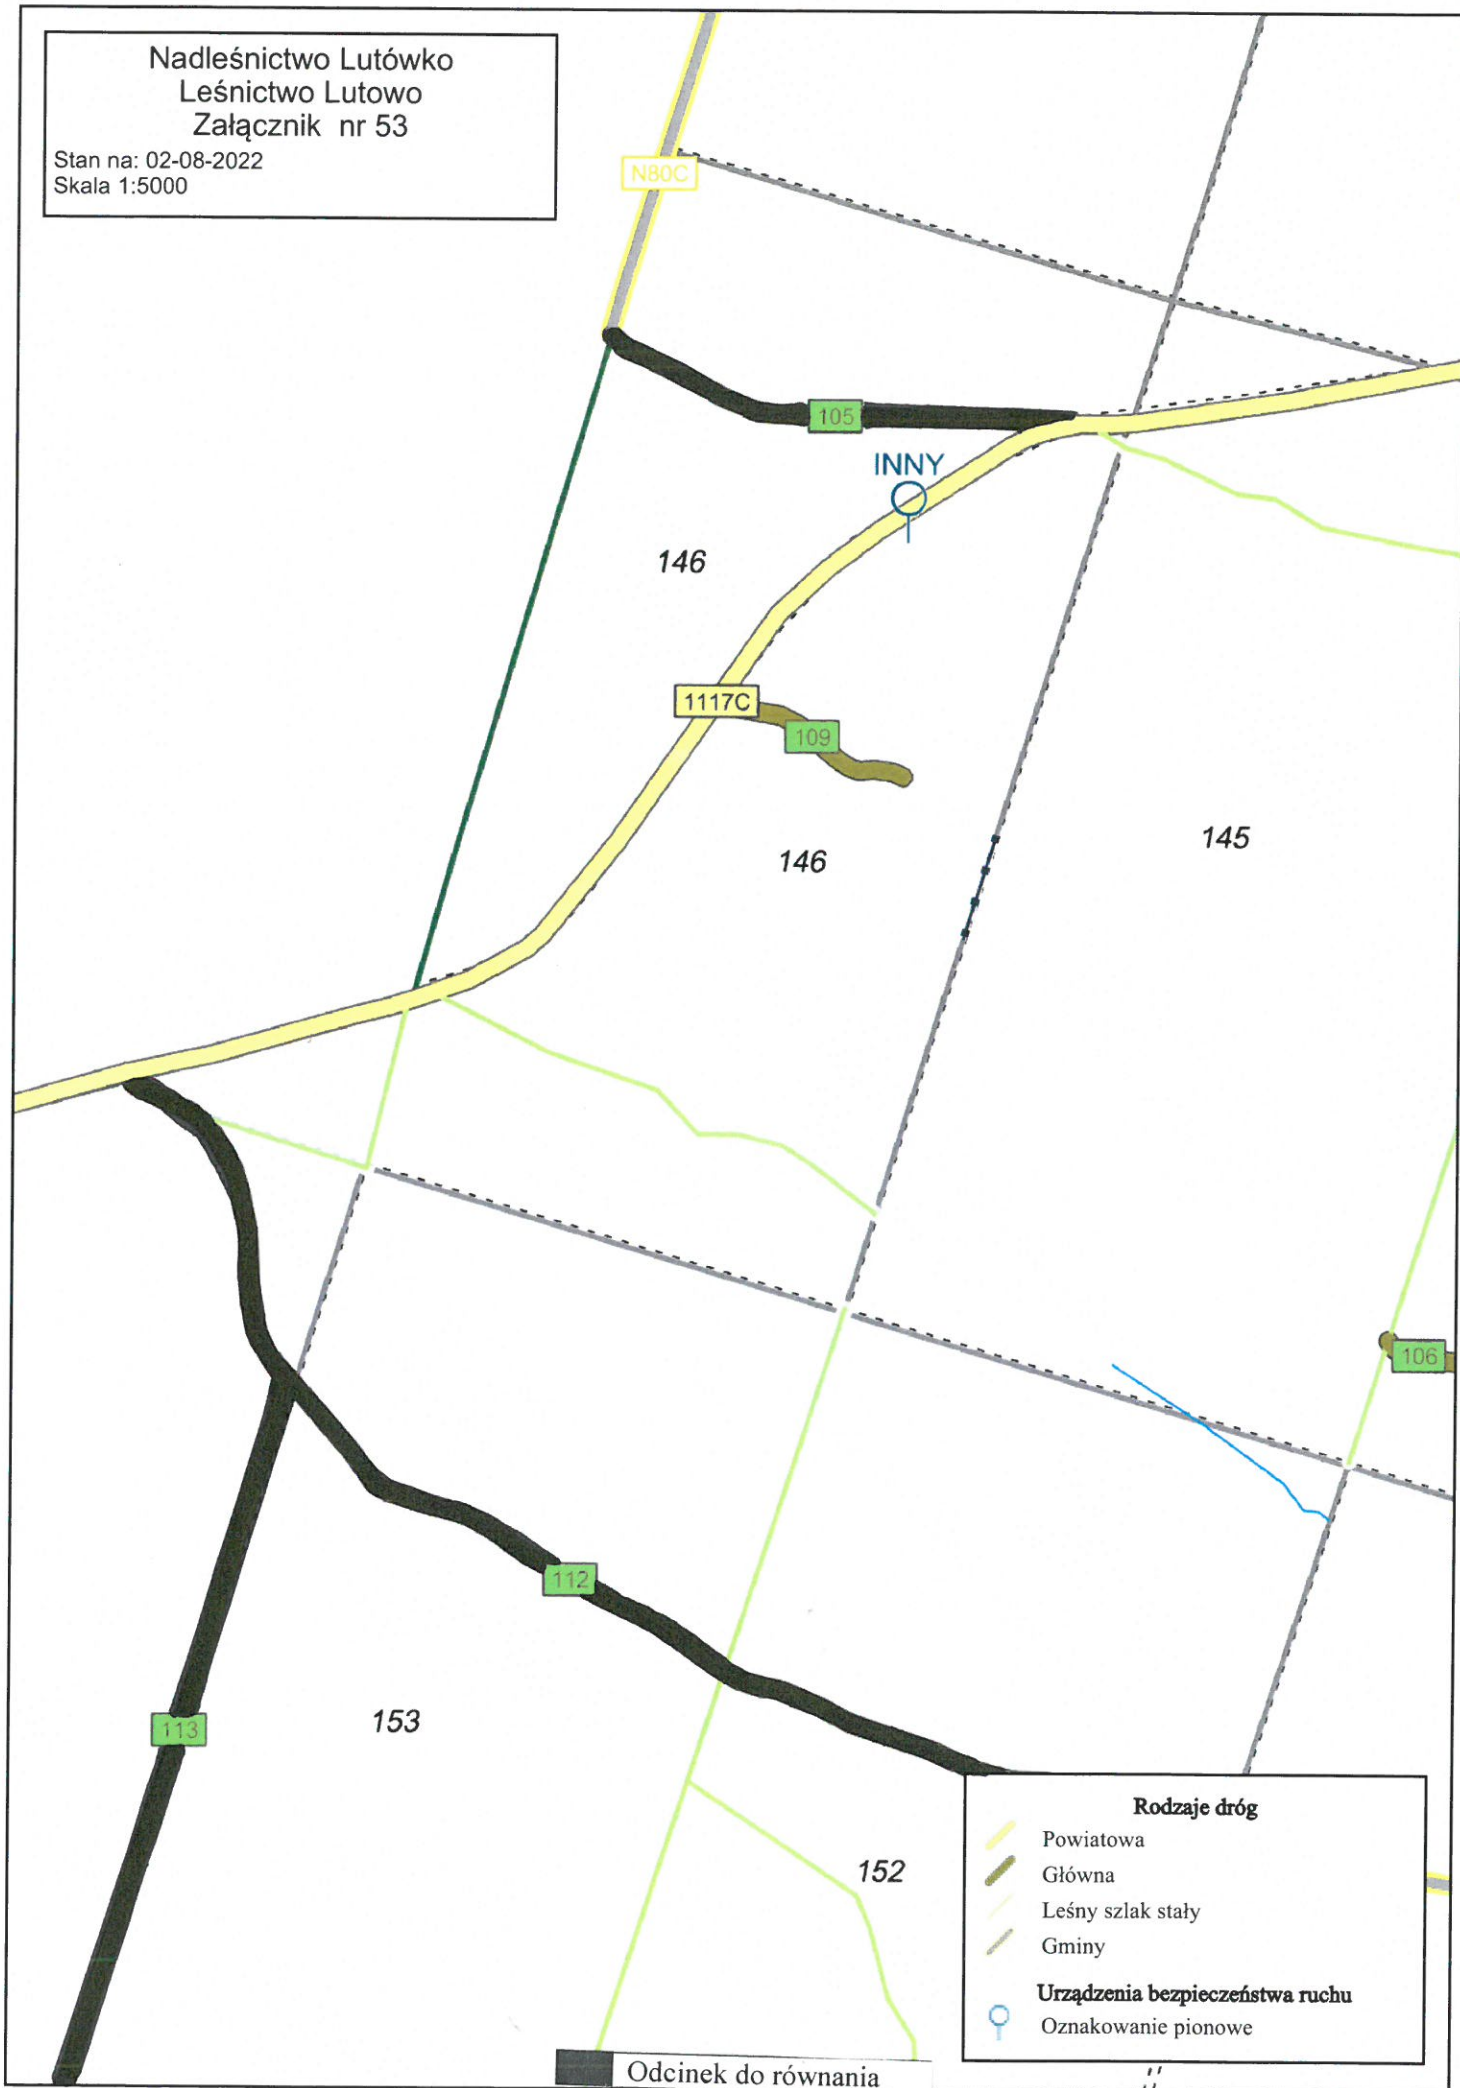 Nadleśnictwo Lutówko
Leśnictwo Lutowo
Załącznik nr 53
Stan na: 02-08-2022
Skala 1:5000
N80C
105
INNY
146
1117C
109
146
145
106
112
113
153
152
Rodzaje dróg
Powiatowa
Główna
Leśny szlak stały
Gminy
Urządzenia bezpieczeństwa ruchu
Oznakowanie pionowe
Odcinek do równania